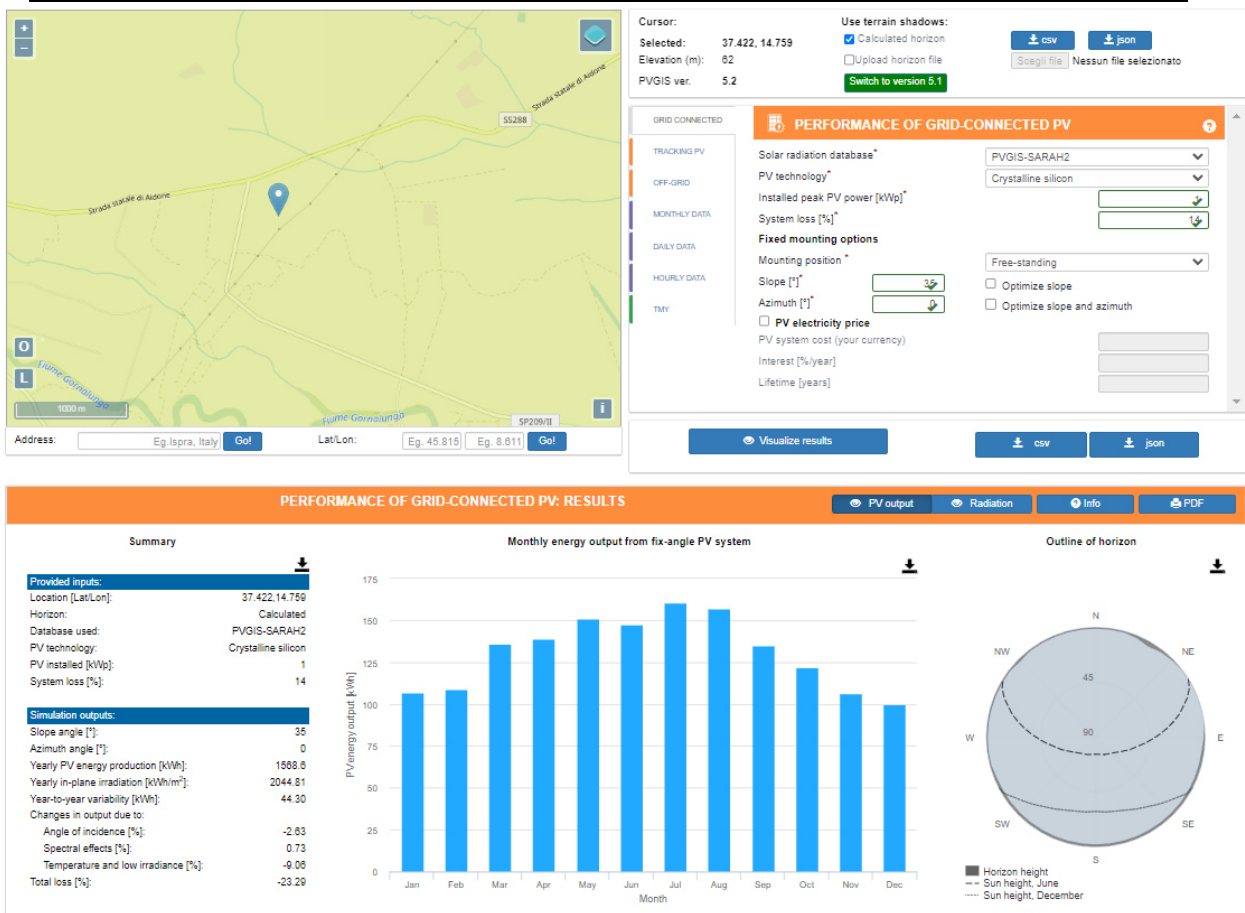 +
−
Strada statale di Aidone
SS288
Strada statale di Aidone
O
L
Fiume Gornalunga
Fiume Gornalunga
1000 m
SP209/II
i
Address:
Eg.Ispra, Italy
Go!
Lat/Lon:
Eg. 45.815
Eg. 8.611
Go!
Cursor:
Selected: 37.422, 14.759
Elevation (m): 62
PVGIS ver. 5.2
Use terrain shadows:
Calculated horizon
Upload horizon file
Switch to version 5.1
csv
json
Scegli file Nessun file selezionato
GRID CONNECTED
TRACKING PV
OFF-GRID
MONTHLY DATA
DAILY DATA
HOURLY DATA
TMY
PERFORMANCE OF GRID-CONNECTED PV
?
Solar radiation database* PVGIS-SARAH2
PV technology* Crystalline silicon
Installed peak PV power [kWp]* 1
System loss [%]* 14
Fixed mounting options
Mounting position * Free-standing
Slope [°]* 35 Optimize slope
Azimuth [°]* 0 Optimize slope and azimuth
PV electricity price
PV system cost (your currency)
Interest [%/year]
Lifetime [years]
Visualize results
csv
json
PERFORMANCE OF GRID-CONNECTED PV: RESULTS
PV output
Radiation
Info
PDF
Summary
Provided inputs:
Location [Lat/Lon]: 37.422,14.759
Horizon: Calculated
Database used: PVGIS-SARAH2
PV technology: Crystalline silicon
PV installed [kWp]: 1
System loss [%]: 14
Simulation outputs:
Slope angle [°]: 35
Azimuth angle [°]: 0
Yearly PV energy production [kWh]: 1568.6
Yearly in-plane irradiation [kWh/m²]: 2044.81
Year-to-year variability [kWh]: 44.30
Changes in output due to:
Angle of incidence [%]: -2.63
Spectral effects [%]: 0.73
Temperature and low irradiance [%]: -9.06
Total loss [%]: -23.29
Monthly energy output from fix-angle PV system
PV energy output [kWh]
175
150
125
100
75
50
25
0
Jan Feb Mar Apr May Jun Jul Aug Sep Oct Nov Dec
Month
Outline of horizon
N
NW
NE
45
W
90
E
SW
SE
S
Horizon height
Sun height, June
Sun height, December